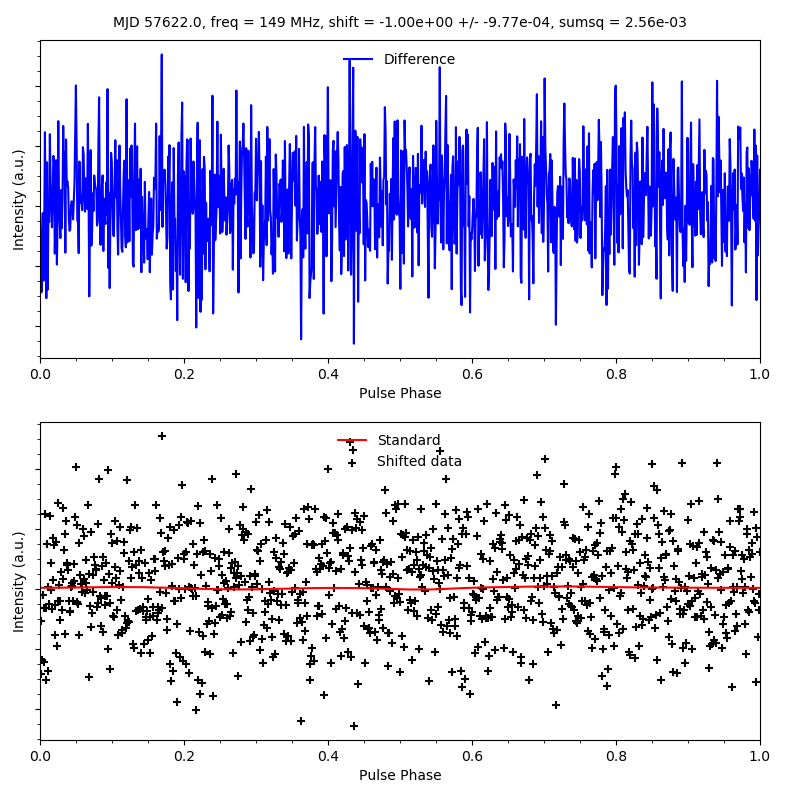 MJD 57622.0, freq = 149 MHz, shift = -1.00e+00 +/- -9.77e-04, sumsq = 2.56e-03
Difference
Intensity (a.u.)
0.0 0.2 0.4 0.6 0.8 1.0
Pulse Phase
Standard
Shifted data
Intensity (a.u.)
0.0 0.2 0.4 0.6 0.8 1.0
Pulse Phase